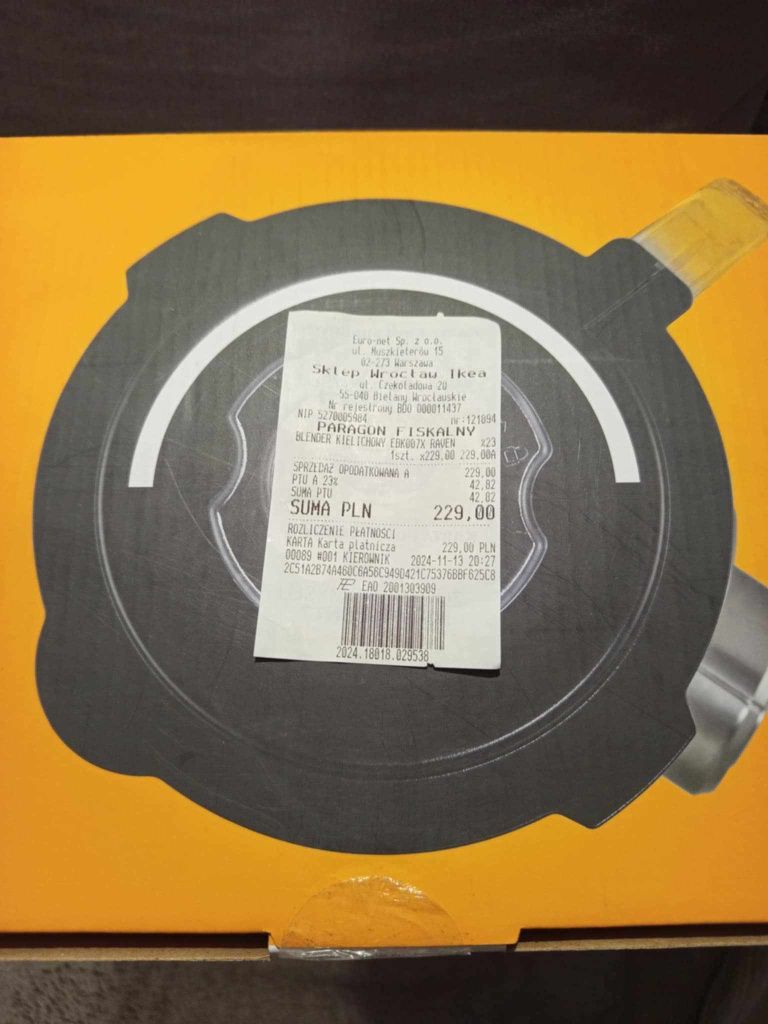 Euro-net Sp. z o.o.
ul. Muszkieterów 15
02-273 Warszawa
Sklep Wrocław Ikea
ul. Czekoladowa 20
55-040 Bielany Wrocławskie
Nr rejestrowy BDO 000011437
NIP 5270005984 nr:121894
PARAGON FISKALNY
BLENDER KIELICHOWY EBK007X RAVEN x23
1szt. x229,00 229,00A
SPRZEDAŻ OPODATKOWANA A 229,00
PTU A 23% 42,82
SUMA PTU 42,82
SUMA PLN 229,00
ROZLICZENIE PŁATNOŚCI
KARTA Karta płatnicza 229,00 PLN
00089 #001 KIEROWNIK 2024-11-13 20:27
2C51A2B74A460C6A56C949D421C75376BBF625C8
EAO 2001303909
2024.18018.029538